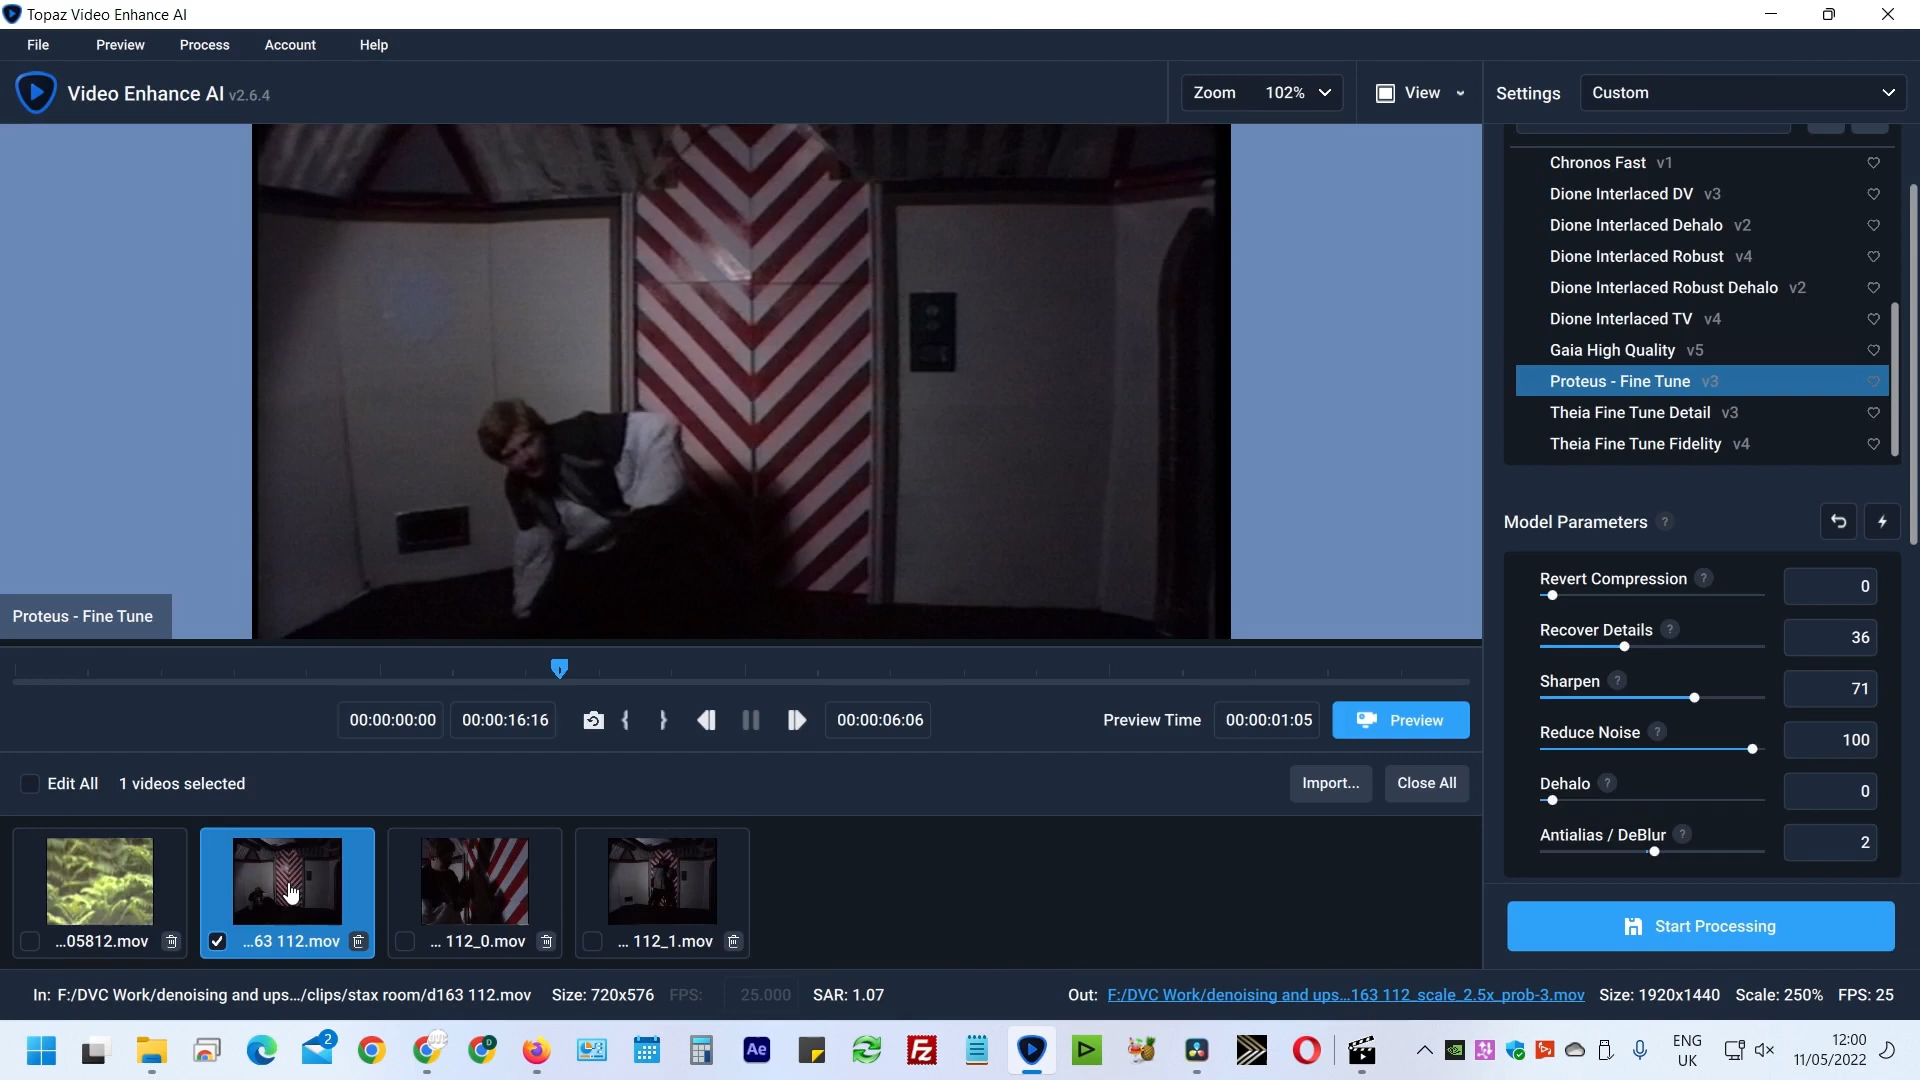 Topaz Video Enhance AI
File Preview Process Account Help
Video Enhance AI v2.6.4
Zoom 102%
View
Settings
Custom
Chronos Fast v1
Dione Interlaced DV v3
Dione Interlaced Dehalo v2
Dione Interlaced Robust v4
Dione Interlaced Robust Dehalo v2
Dione Interlaced TV v4
Gaia High Quality v5
Proteus - Fine Tune v3
Theia Fine Tune Detail v3
Theia Fine Tune Fidelity v4
Model Parameters ?
Revert Compression ? 0
Recover Details ? 36
Sharpen ? 71
Reduce Noise ? 100
Dehalo ? 0
Antialias / DeBlur ? 2
Start Processing
Proteus - Fine Tune
00:00:00:00 00:00:16:16 { } 00:00:06:06 Preview Time 00:00:01:05 Preview
Edit All 1 videos selected Import... Close All
...05812.mov ...63 112.mov ... 112_0.mov ... 112_1.mov
In: F:/DVC Work/denoising and ups.../clips/stax room/d163 112.mov Size: 720x576 FPS: 25.000 SAR: 1.07 Out: F:/DVC Work/denoising and ups...163 112_scale_2.5x_prob-3.mov Size: 1920x1440 Scale: 250% FPS: 25
2
D
Ae
Fz
ENG
UK
12:00
11/05/2022